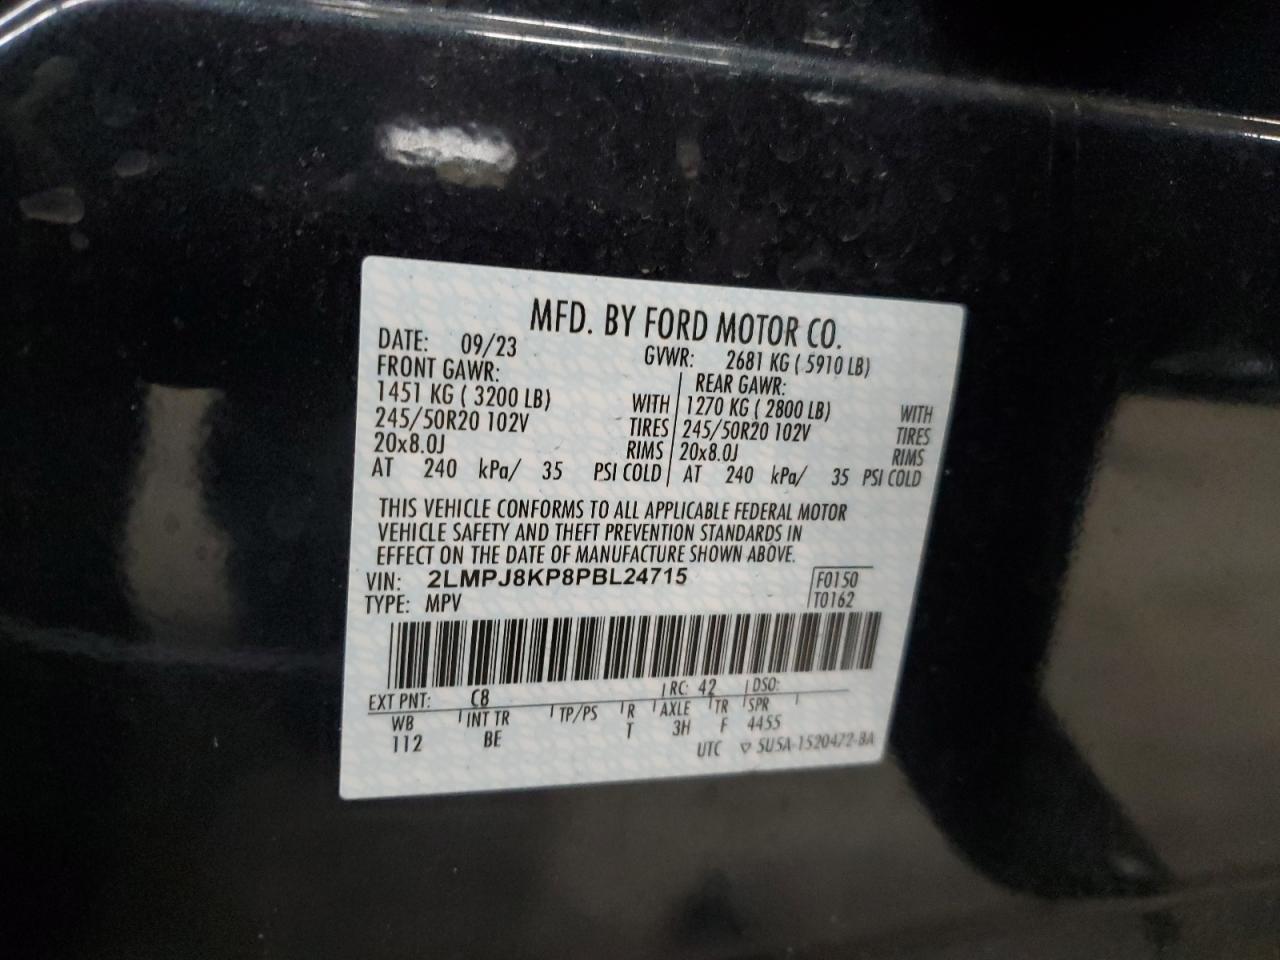 MFD. BY FORD MOTOR CO.
DATE: 09/23 GVWR: 2681 KG ( 5910 LB)
FRONT GAWR: REAR GAWR:
1451 KG ( 3200 LB) WITH 1270 KG ( 2800 LB) WITH
245/50R20 102V TIRES 245/50R20 102V TIRES
20x8.0J RIMS 20x8.0J RIMS
AT 240 kPa/ 35 PSI COLD AT 240 kPa/ 35 PSI COLD
THIS VEHICLE CONFORMS TO ALL APPLICABLE FEDERAL MOTOR
VEHICLE SAFETY AND THEFT PREVENTION STANDARDS IN
EFFECT ON THE DATE OF MANUFACTURE SHOWN ABOVE.
VIN: 2LMPJ8KP8PBL24715 F0150
TYPE: MPV T0162
EXT PNT: C8 RC: 42 DSO:
WB INT TR TP/PS R AXLE TR SPR
112 BE T 3H F 4455
UTC SU5A-1520472-BA